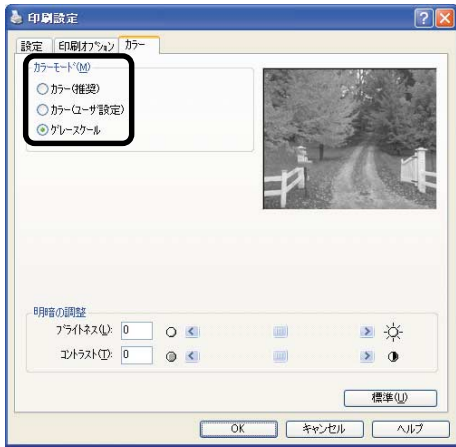 印刷設定
設定 印刷オプション カラー
カラーモード(M)
カラー(推奨)
カラー(ユーザ設定)
グレースケール
明暗の調整
ブライトネス(L): 0
コントラスト(T): 0
標準(U)
OK キャンセル ヘルプ